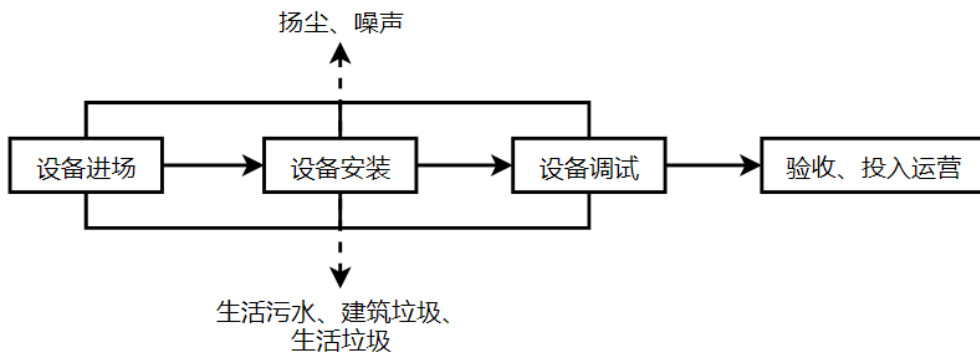 扬尘、噪声
设备进场
设备安装
设备调试
验收、投入运营
生活污水、建筑垃圾、
生活垃圾